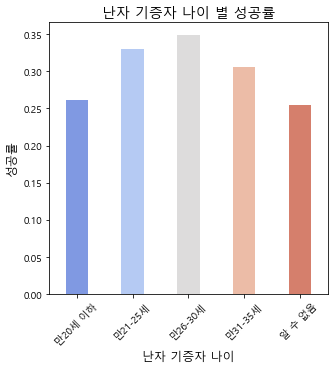 난자 기증자 나이 별 성공률
성공률
0.35
0.30
0.25
0.20
0.15
0.10
0.05
0.00
만20세 이하
만21-25세
만26-30세
만31-35세
알 수 없음
난자 기증자 나이